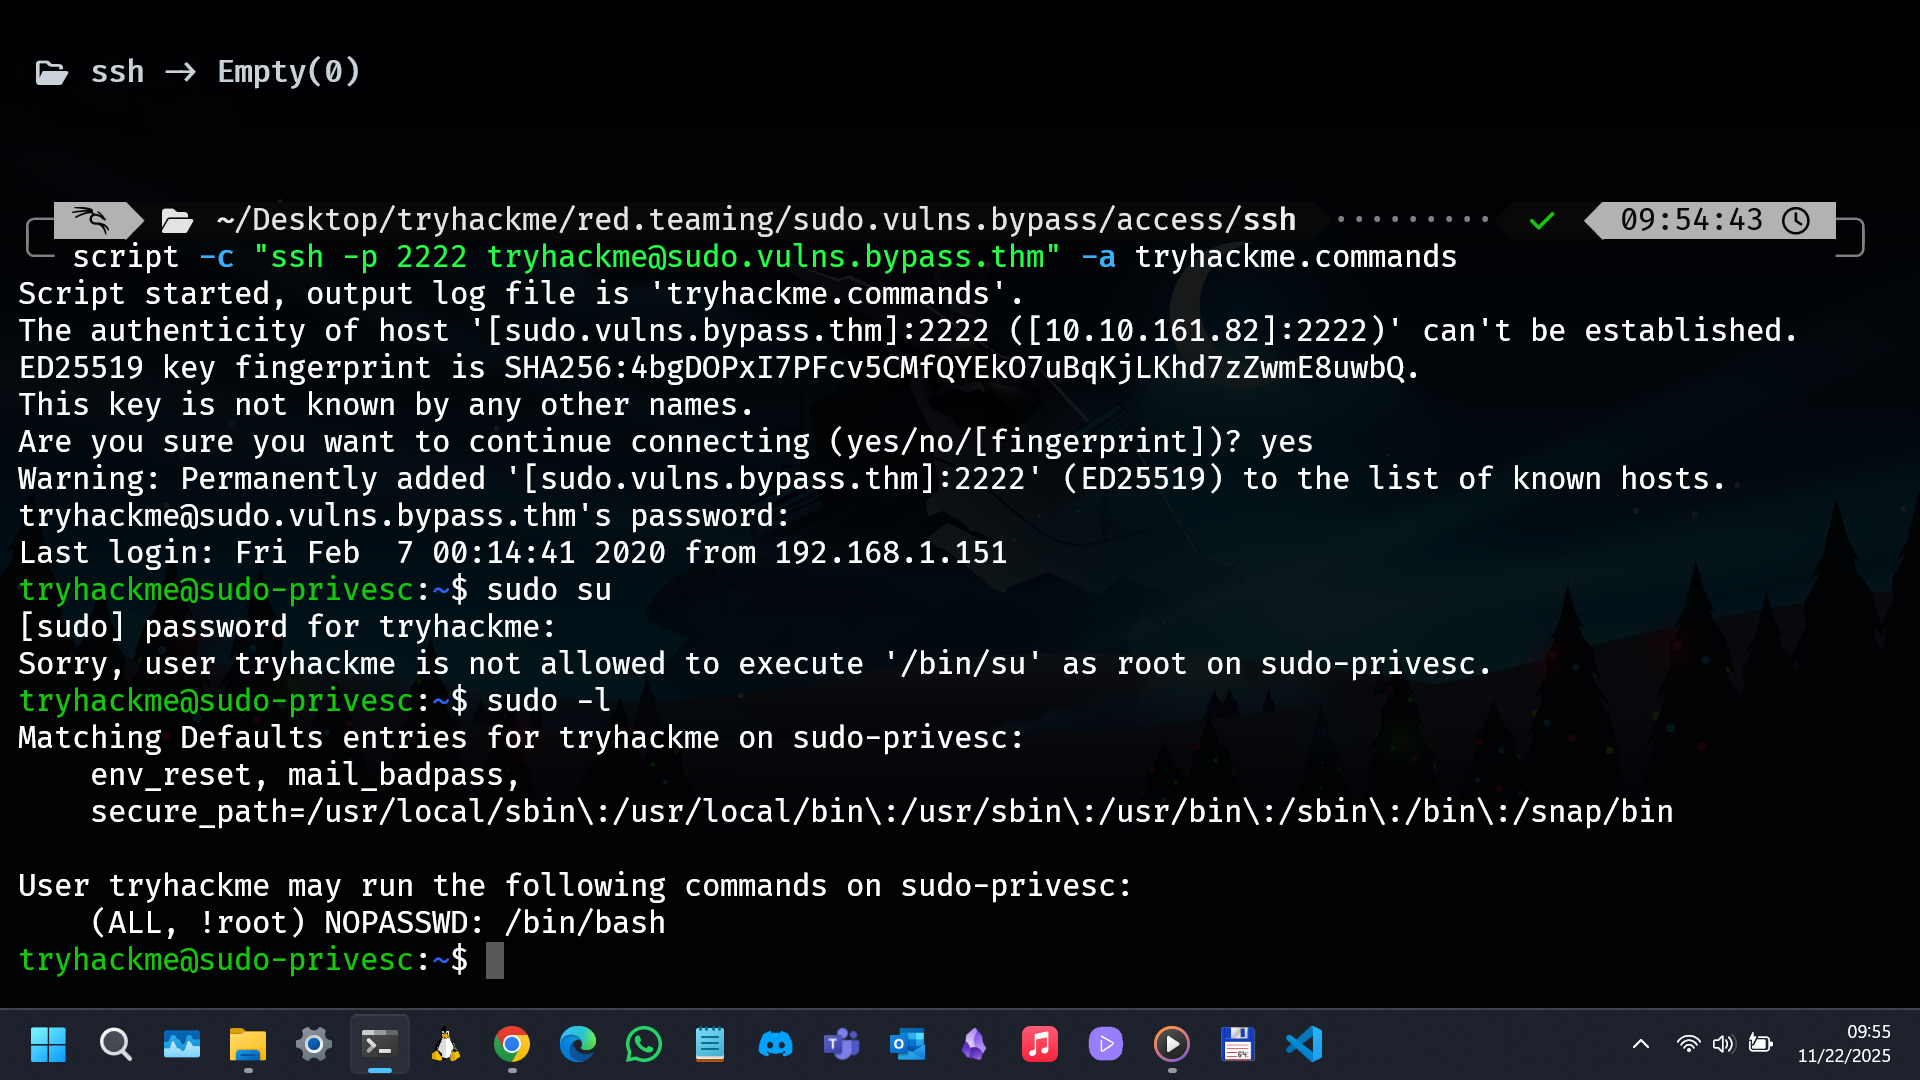 ssh → Empty(0)
~/Desktop/tryhackme/red.teaming/sudo.vulns.bypass/access/ssh ········· ✓ 09:54:43
script -c "ssh -p 2222 tryhackme@sudo.vulns.bypass.thm" -a tryhackme.commands
Script started, output log file is 'tryhackme.commands'.
The authenticity of host '[sudo.vulns.bypass.thm]:2222 ([10.10.161.82]:2222)' can't be established.
ED25519 key fingerprint is SHA256:4bgDOPxI7PFcv5CMfQYEkO7uBqKjLKhd7zZwmE8uwbQ.
This key is not known by any other names.
Are you sure you want to continue connecting (yes/no/[fingerprint])? yes
Warning: Permanently added '[sudo.vulns.bypass.thm]:2222' (ED25519) to the list of known hosts.
tryhackme@sudo.vulns.bypass.thm's password:
Last login: Fri Feb  7 00:14:41 2020 from 192.168.1.151
tryhackme@sudo-privesc:~$ sudo su
[sudo] password for tryhackme:
Sorry, user tryhackme is not allowed to execute '/bin/su' as root on sudo-privesc.
tryhackme@sudo-privesc:~$ sudo -l
Matching Defaults entries for tryhackme on sudo-privesc:
    env_reset, mail_badpass,
    secure_path=/usr/local/sbin\:/usr/local/bin\:/usr/sbin\:/usr/bin\:/sbin\:/bin\:/snap/bin
User tryhackme may run the following commands on sudo-privesc:
    (ALL, !root) NOPASSWD: /bin/bash
tryhackme@sudo-privesc:~$
09:55
11/22/2025